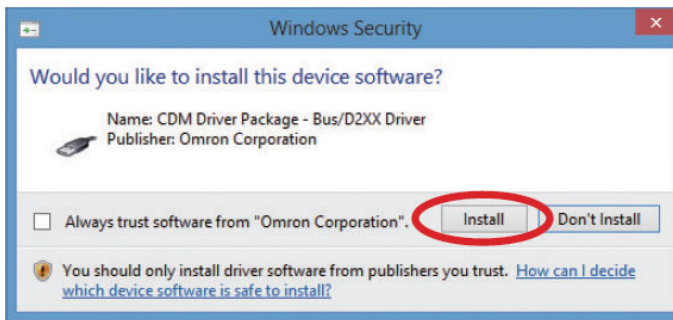 Windows Security
Would you like to install this device software?
Name: CDM Driver Package - Bus/D2XX Driver
Publisher: Omron Corporation
Always trust software from "Omron Corporation".
Install
Don't Install
You should only install driver software from publishers you trust. How can I decide
which device software is safe to install?